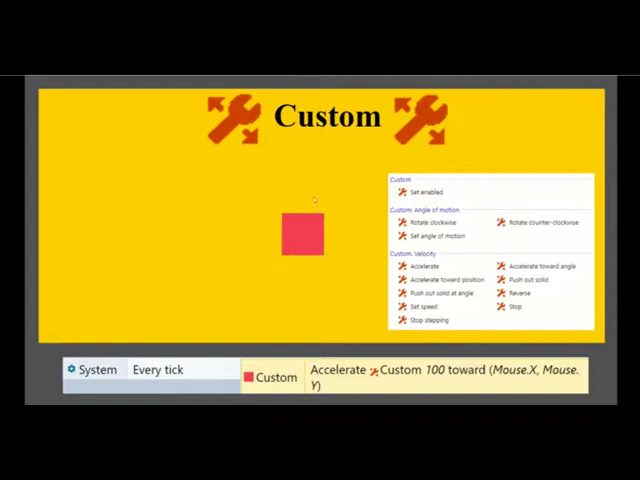 Custom
Custom
Set enabled
Custom: Angle of motion
Rotate clockwise
Rotate counter-clockwise
Set angle of motion
Custom: Velocity
Accelerate
Accelerate toward angle
Accelerate toward position
Push out solid
Push out solid at angle
Reverse
Set speed
Stop
Stop stepping
System
Every tick
Custom
Accelerate Custom 100 toward (Mouse.X, Mouse.
Y)